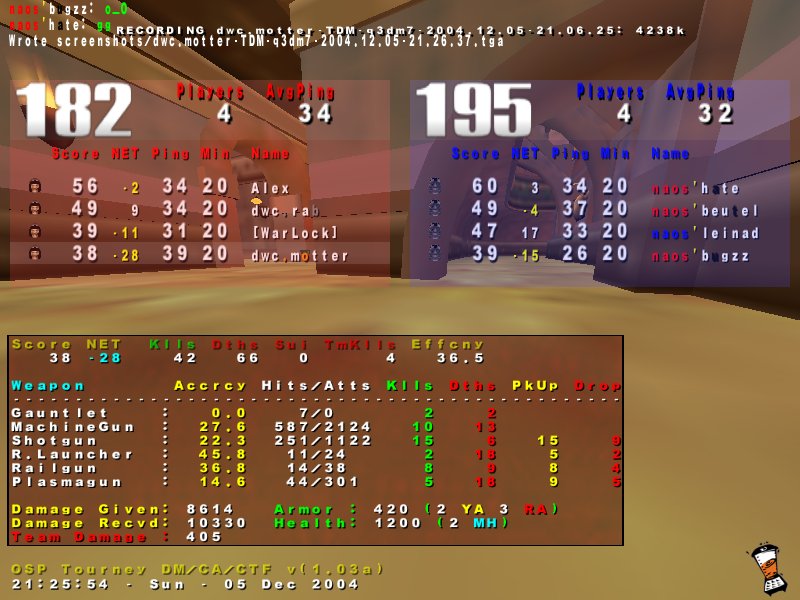 naos'bugzz: o_0
naos'hate: gg
RECORDING dwc.motter-TDM-q3dm7-2004.12.05-21.06.25: 4238k
Wrote screenshots/dwc.motter-TDM-q3dm7-2004.12.05-21.26.37.tga
182 Players AvgPing
4 34
Score NET Ping Min Name
56 -2 34 20 Alex
49 9 34 20 dwc.rab
39 -11 31 20 [WarLock]
38 -28 39 20 dwc.motter
195 Players AvgPing
4 32
Score NET Ping Min Name
60 3 34 20 naos'hate
49 -4 37 20 naos'beutel
47 17 33 20 naos'leinad
39 -15 26 20 naos'bugzz
Score NET Klls Dths Sui TmKlls Effcny
38 -28 42 66 0 4 36.5
Weapon Accrcy Hits/Atts Klls Dths PkUp Drop
Gauntlet : 0.0 7/0 2 2
MachineGun : 27.6 587/2124 10 13
Shotgun : 22.3 251/1122 15 6 15 9
R.Launcher : 45.8 11/24 2 18 5 2
Railgun : 36.8 14/38 8 9 8 4
Plasmagun : 14.6 44/301 5 18 9 5
Damage Given: 8614 Armor : 420 (2 YA 3 RA)
Damage Recvd: 10330 Health: 1200 (2 MH)
Team Damage : 405
OSP Tourney DM/CA/CTF v(1.03a)
21:25:54 - Sun - 05 Dec 2004